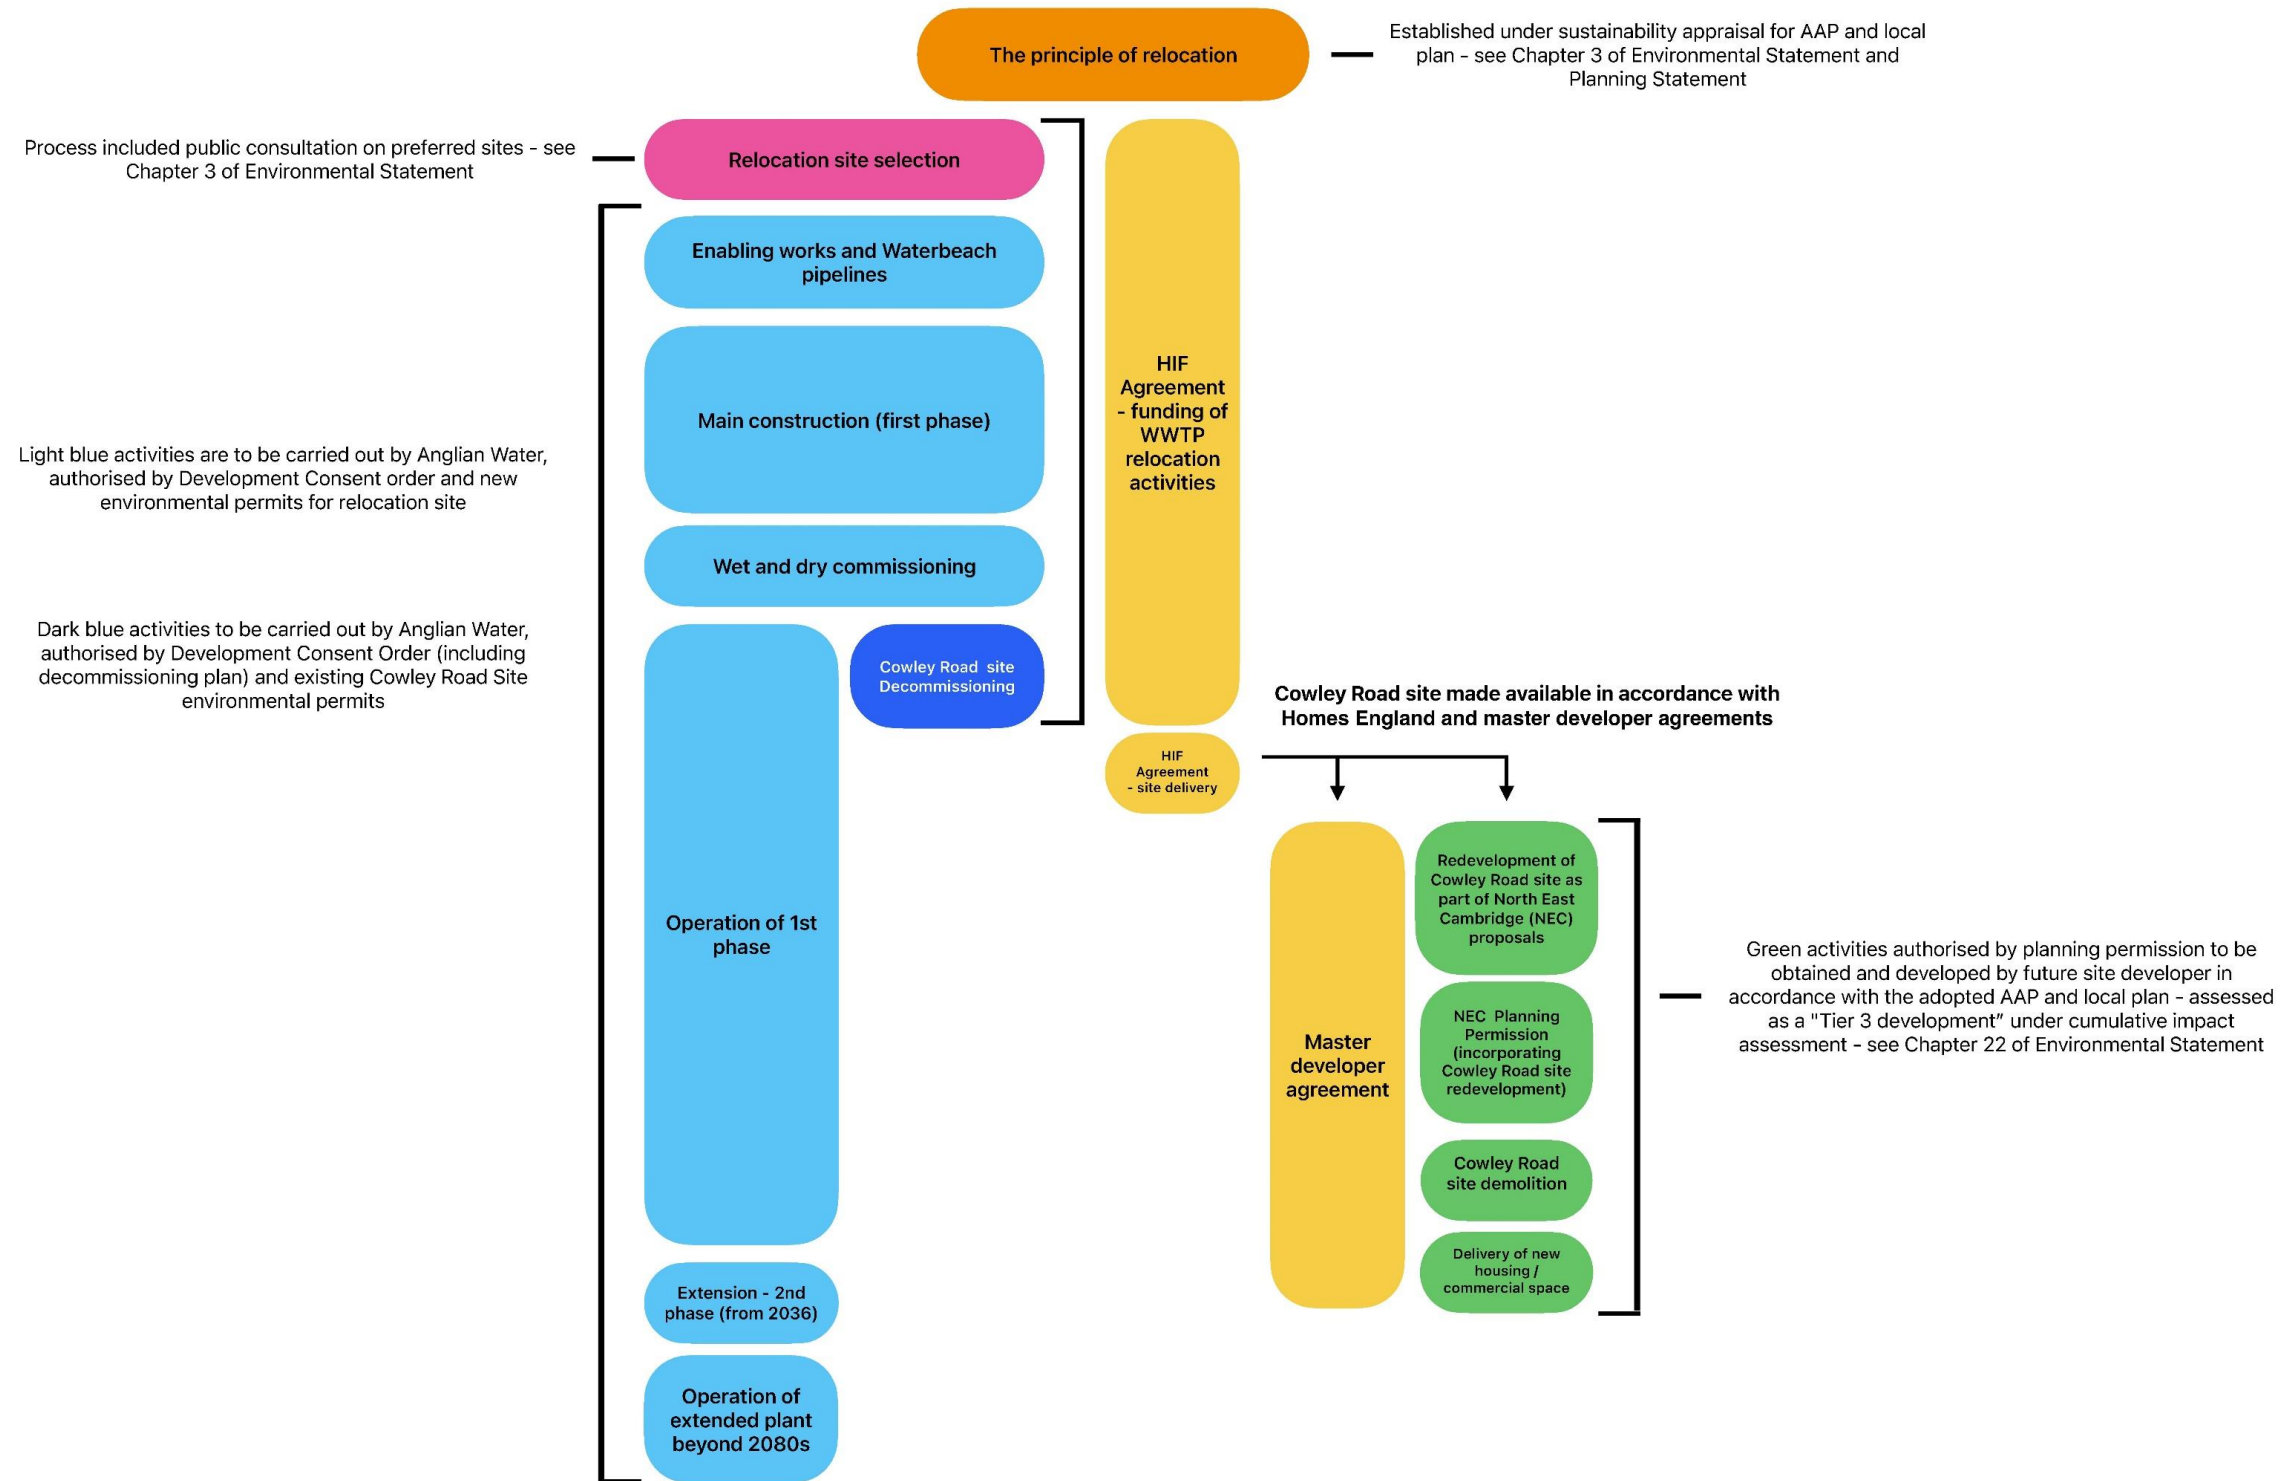 The principle of relocation
Established under sustainability appraisal for AAP and local
plan - see Chapter 3 of Environmental Statement and
Planning Statement
Process included public consultation on preferred sites - see
Chapter 3 of Environmental Statement
Relocation site selection
Enabling works and Waterbeach
pipelines
Main construction (first phase)
HIF
Agreement
- funding of
WWTP
relocation
activities
Light blue activities are to be carried out by Anglian Water,
authorised by Development Consent order and new
environmental permits for relocation site
Wet and dry commissioning
Dark blue activities to be carried out by Anglian Water,
authorised by Development Consent Order (including
decommissioning plan) and existing Cowley Road Site
environmental permits
Cowley Road site
Decommissioning
Cowley Road site made available in accordance with
Homes England and master developer agreements
HIF
Agreement
- site delivery
Operation of 1st
phase
Redevelopment of
Cowley Road site as
part of North East
Cambridge (NEC)
proposals
Master
developer
agreement
NEC Planning
Permission
(incorporating
Cowley Road site
redevelopment)
Green activities authorised by planning permission to be
obtained and developed by future site developer in
accordance with the adopted AAP and local plan - assessed
as a "Tier 3 development” under cumulative impact
assessment - see Chapter 22 of Environmental Statement
Cowley Road
site demolition
Delivery of new
housing /
commercial space
Extension - 2nd
phase (from 2036)
Operation of
extended plant
beyond 2080s